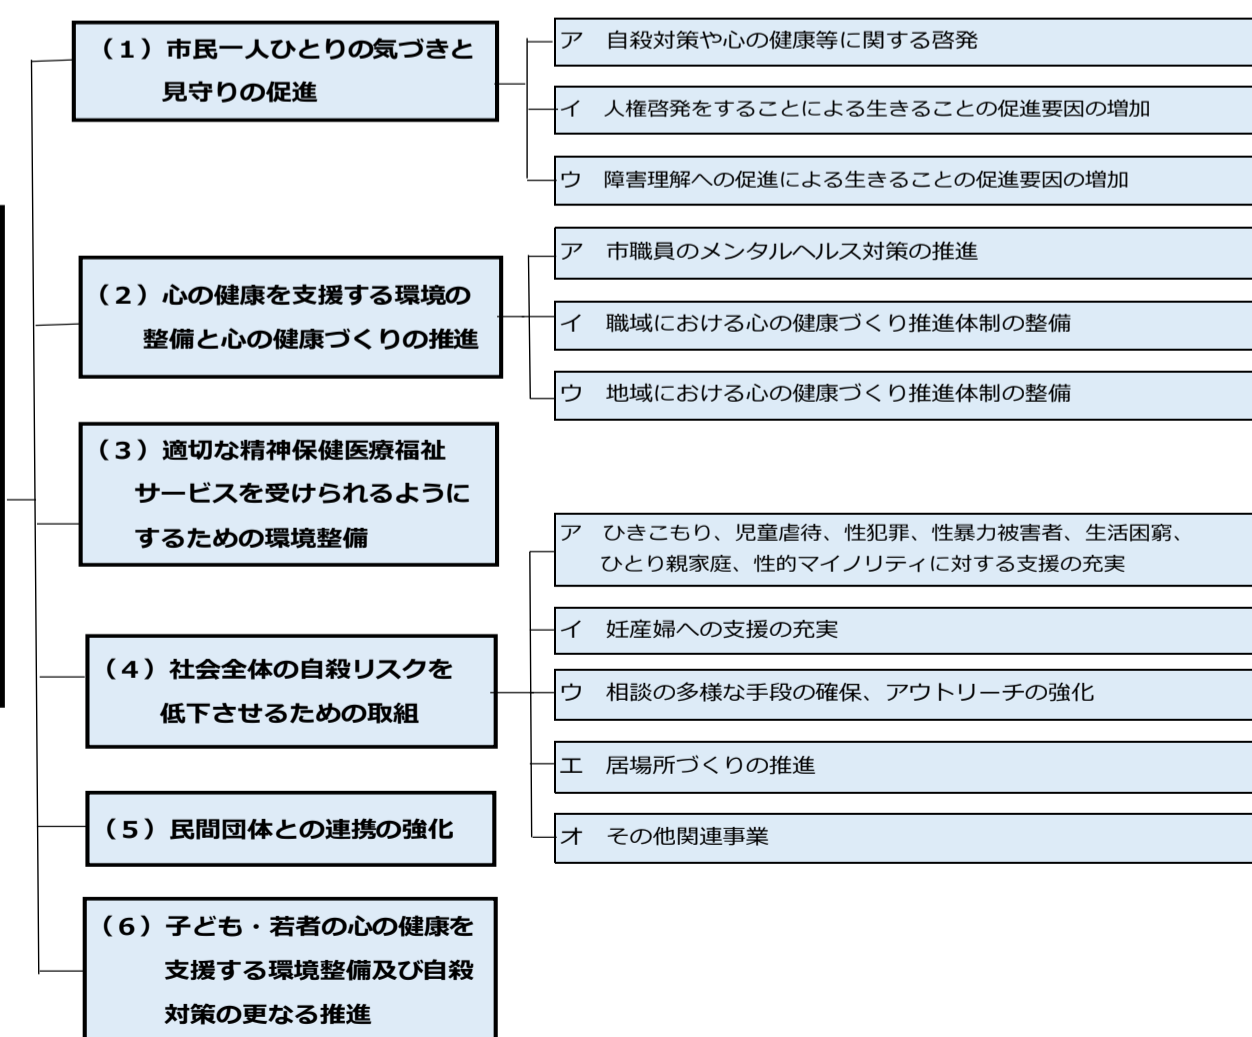 （1）市民一人ひとりの気づきと
見守りの促進
ア　自殺対策や心の健康等に関する啓発
イ　人権啓発をすることによる生きることの促進要因の増加
ウ　障害理解への促進による生きることの促進要因の増加
（2）心の健康を支援する環境の
整備と心の健康づくりの推進
ア　市職員のメンタルヘルス対策の推進
イ　職域における心の健康づくり推進体制の整備
ウ　地域における心の健康づくり推進体制の整備
（3）適切な精神保健医療福祉
サービスを受けられるように
するための環境整備
（4）社会全体の自殺リスクを
低下させるための取組
ア　ひきこもり、児童虐待、性犯罪、性暴力被害者、生活困窮、
ひとり親家庭、性的マイノリティに対する支援の充実
イ　妊産婦への支援の充実
ウ　相談の多様な手段の確保、アウトリーチの強化
エ　居場所づくりの推進
オ　その他関連事業
（5）民間団体との連携の強化
（6）子ども・若者の心の健康を
支援する環境整備及び自殺
対策の更なる推進